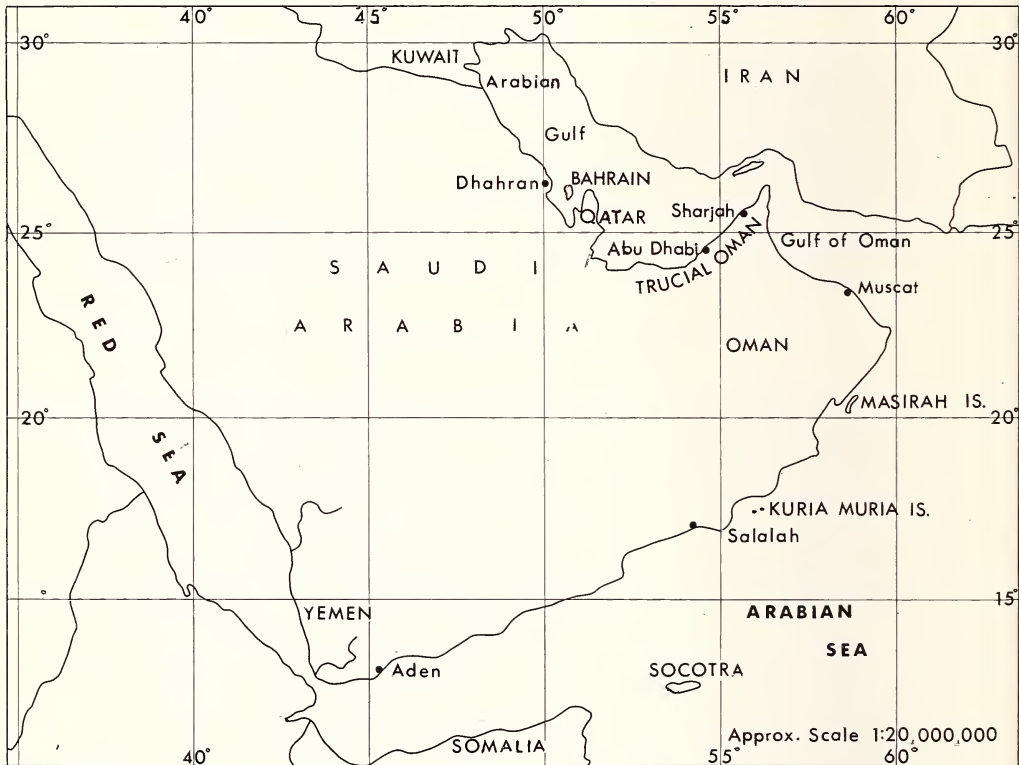 40°
45°
50°
55°
60°
30°
30°
KUWAIT
Arabian
IRAN
Gulf
Dhahran
BAHRAIN
QATAR
Sharjah
25°
25°
Abu Dhabi
Gulf of Oman
TRUCIAL OMAN
SAUDI
Muscat
RED
ARABIA
OMAN
MASIRAH IS.
20°
20°
SEA
KURIA MURIA IS.
Salalah
15°
YEMEN
ARABIAN
SEA
Aden
SOCOTRA
Approx. Scale 1:20,000,000
SOMALIA
40°
55°
60°